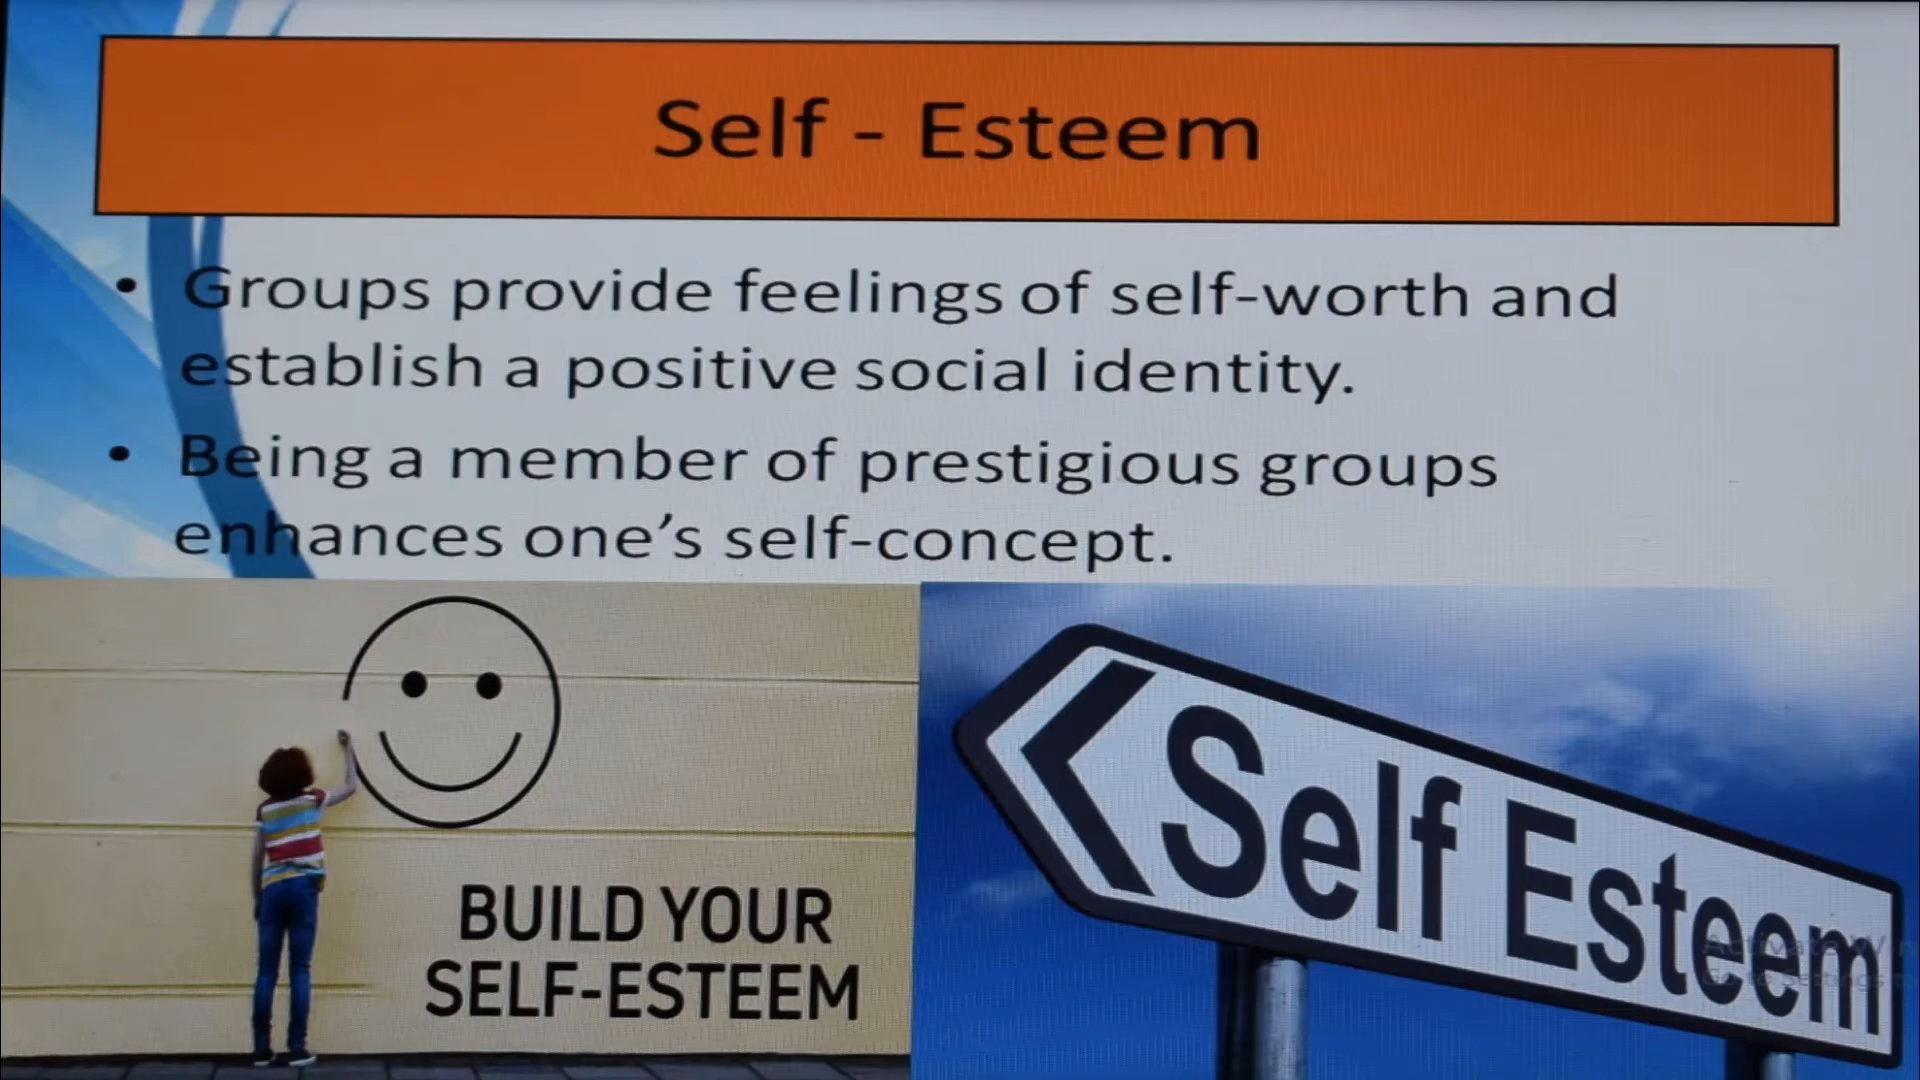 Self - Esteem
• Groups provide feelings of self-worth and
establish a positive social identity.
• Being a member of prestigious groups
enhances one's self-concept.
BUILD YOUR
SELF-ESTEEM
Self Esteem